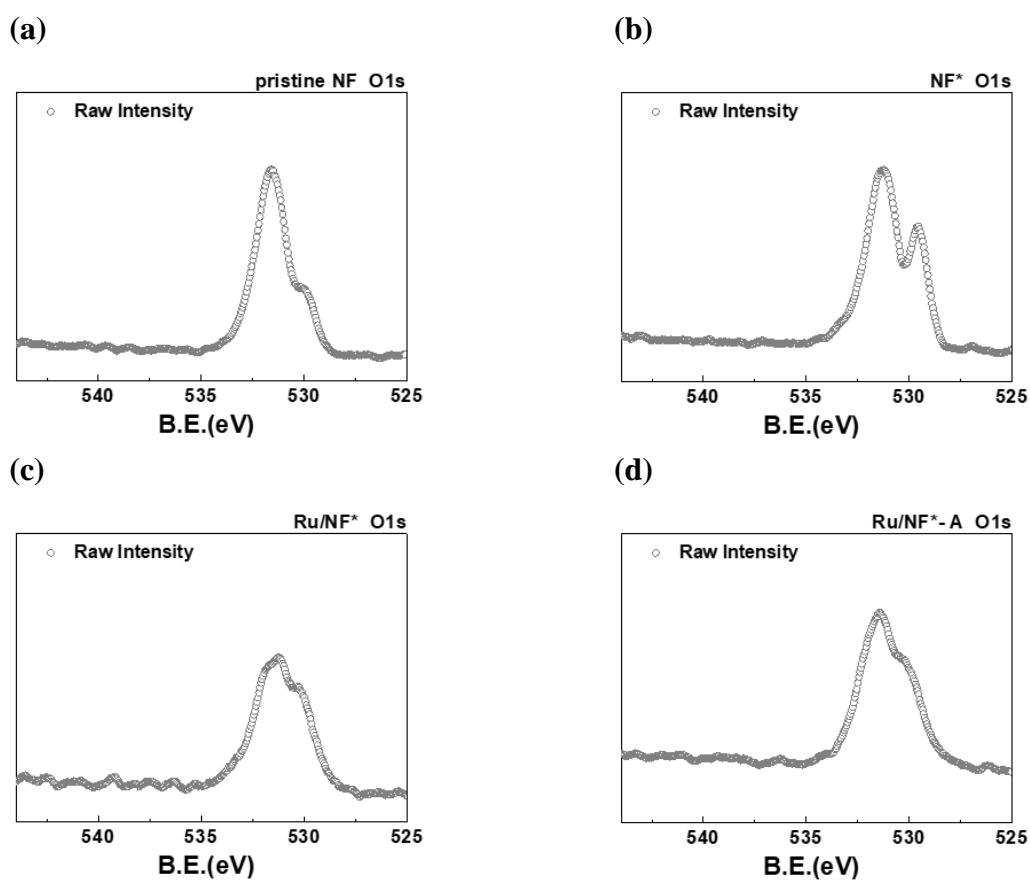 (a)
pristine NF O1s
○ Raw Intensity
540 535 530 525
B.E.(eV)
(b)
NF* O1s
○ Raw Intensity
540 535 530 525
B.E.(eV)
(c)
Ru/NF* O1s
○ Raw Intensity
540 535 530 525
B.E.(eV)
(d)
Ru/NF*- A O1s
○ Raw Intensity
540 535 530 525
B.E.(eV)